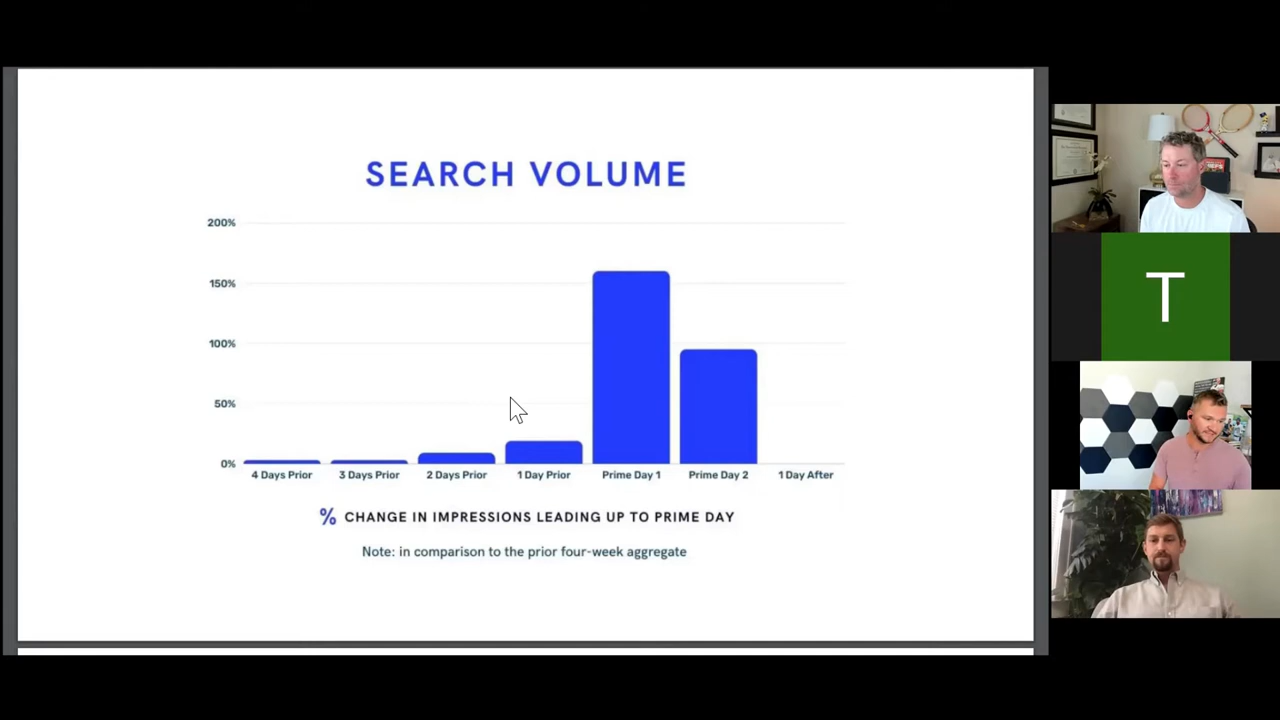 SEARCH VOLUME
200%
150%
100%
50%
0%
4 Days Prior 3 Days Prior 2 Days Prior 1 Day Prior Prime Day 1 Prime Day 2 1 Day After
% CHANGE IN IMPRESSIONS LEADING UP TO PRIME DAY
Note: in comparison to the prior four-week aggregate
T